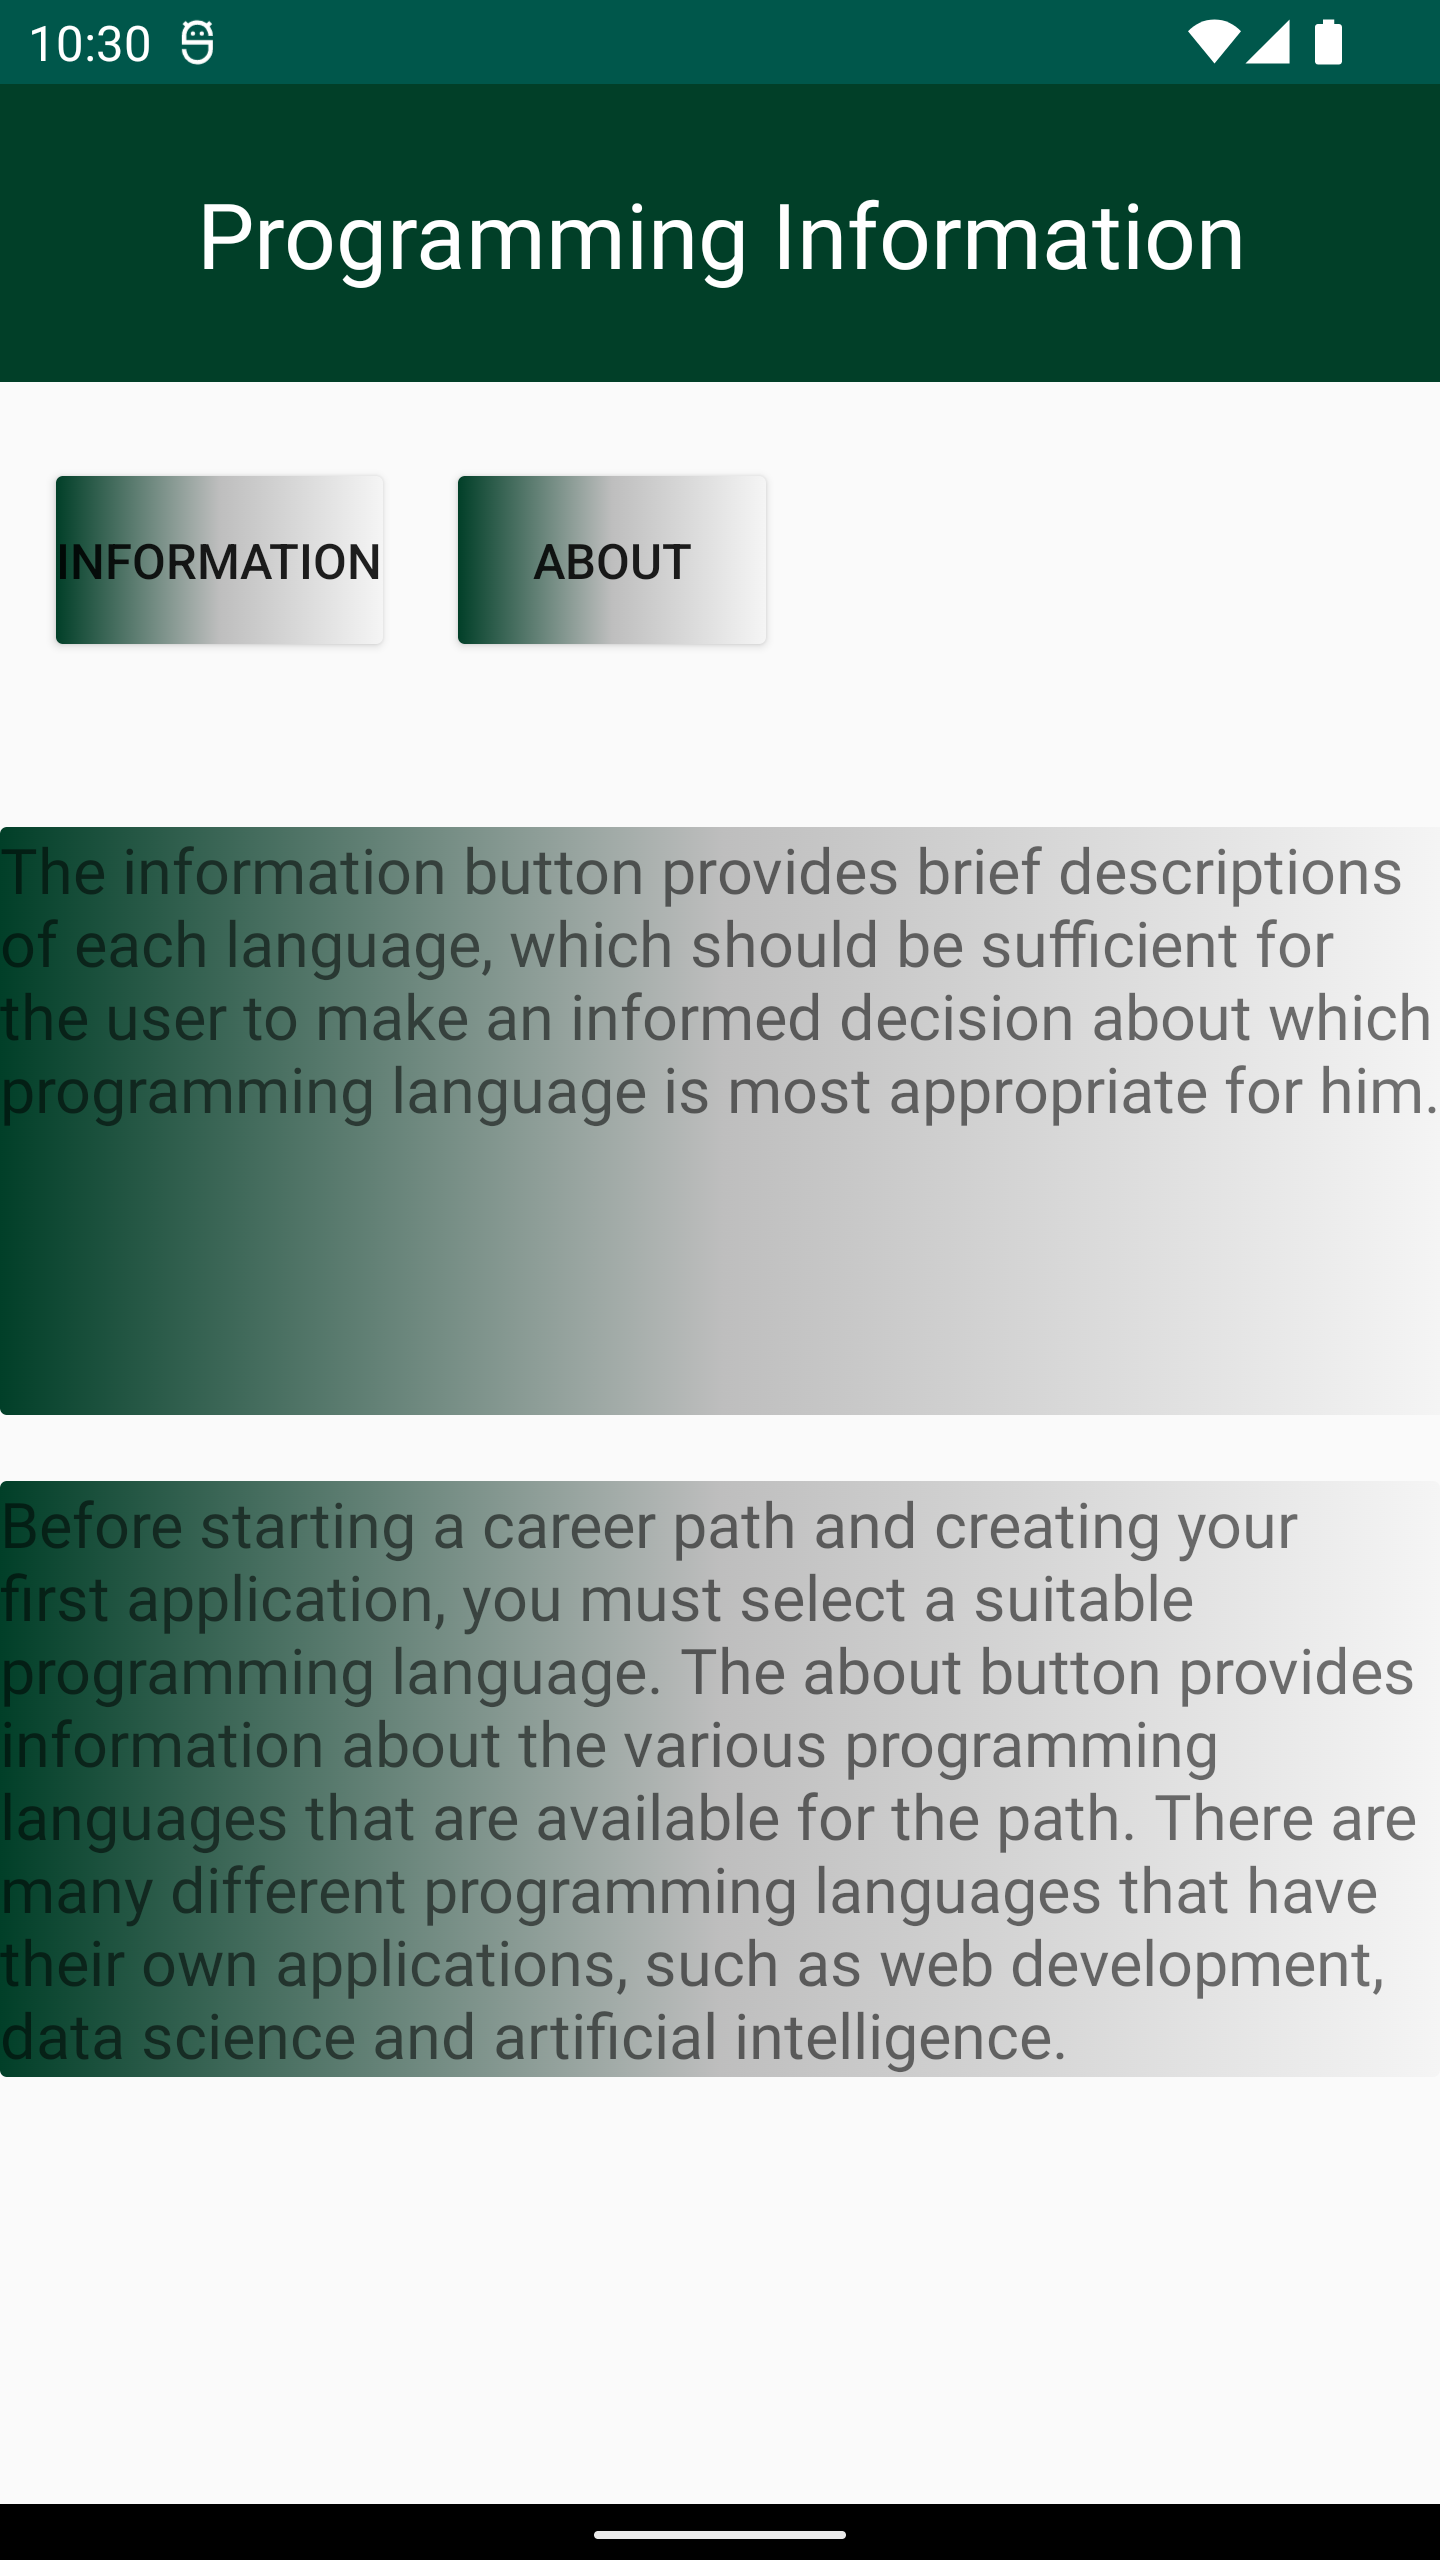 10:30
Programming Information
INFORMATION ABOUT
The information button provides brief descriptions
of each language, which should be sufficient for
the user to make an informed decision about which
programming language is most appropriate for him.
Before starting a career path and creating your
first application, you must select a suitable
programming language. The about button provides
information about the various programming
languages that are available for the path. There are
many different programming languages that have
their own applications, such as web development,
data science and artificial intelligence.